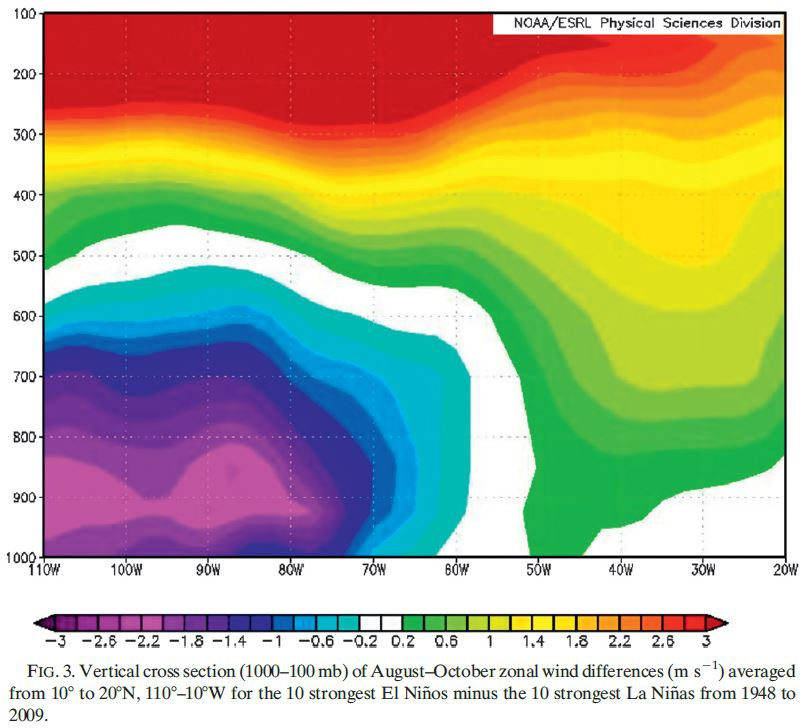 NOAA/ESRL Physical Sciences Division
100
200
300
400
500
600
700
800
900
1000
110W 100W 90W 80W 70W 60W 50W 40W 30W 20W
−3 −2.6 −2.2 −1.8 −1.4 −1 −0.6 −0.2 0.2 0.6 1 1.4 1.8 2.2 2.6 3
FIG. 3. Vertical cross section (1000–100 mb) of August–October zonal wind differences (m s⁻¹) averaged
from 10° to 20°N, 110°–10°W for the 10 strongest El Niños minus the 10 strongest La Niñas from 1948 to
2009.